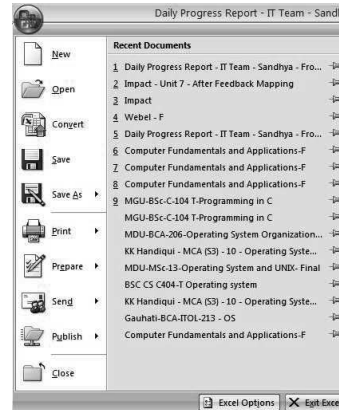 Daily Progress Report - IT Team - Sand
New
Open
Convert
Save
Save As
Print
Prepare
Send
Publish
Close
Recent Documents
1 Daily Progress Report - IT Team - Sandhya - Fro...
2 Impact - Unit 7 - After Feedback Mapping
3 Impact
4 Webel - F
5 Daily Progress Report - IT Team - Sandhya - Fro...
6 Computer Fundamentals and Applications-F
7 Computer Fundamentals and Applications-F
8 Computer Fundamentals and Applications-F
9 MGU-BSc-C-104 T-Programming in C
MGU-BSc-C-104 T-Programming in C
MDU-BCA-206-Operating System Organization...
KK Handiqui - MCA (S3) - 10 - Operating Syste...
MDU-MSc-13-Operating System and UNIX- Final
BSC CS C404-T Operating system
KK Handiqui - MCA (S3) - 10 - Operating Syste...
Gauhati-BCA-ITOL-213 - OS
Computer Fundamentals and Applications-F
Excel Options X Exit Exce